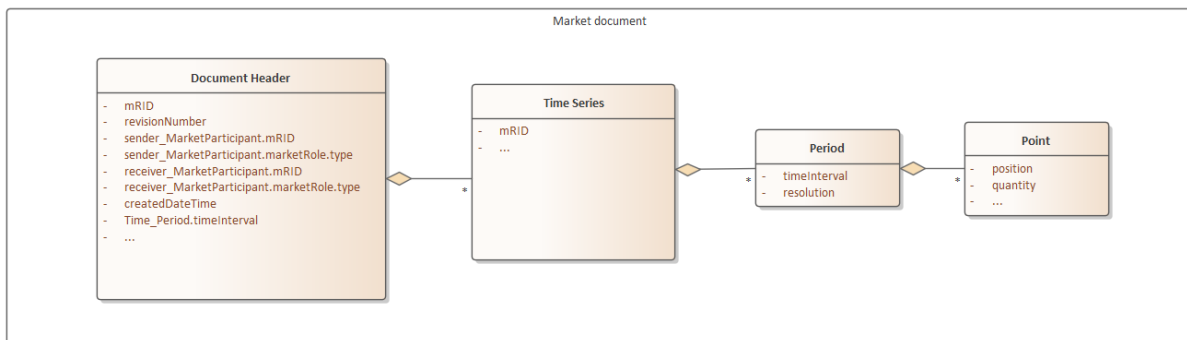 Market document
Document Header
- mRID
- revisionNumber
- sender_MarketParticipant.mRID
- sender_MarketParticipant.marketRole.type
- receiver_MarketParticipant.mRID
- receiver_MarketParticipant.marketRole.type
- createdDateTime
- Time_Period.timeInterval
- ...
*
Time Series
- mRID
- ...
*
Period
- timeInterval
- resolution
*
Point
- position
- quantity
- ...